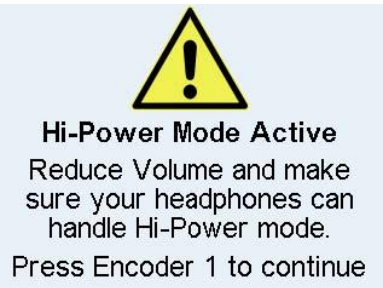 Hi-Power Mode Active
Reduce Volume and make
sure your headphones can
handle Hi-Power mode.
Press Encoder 1 to continue